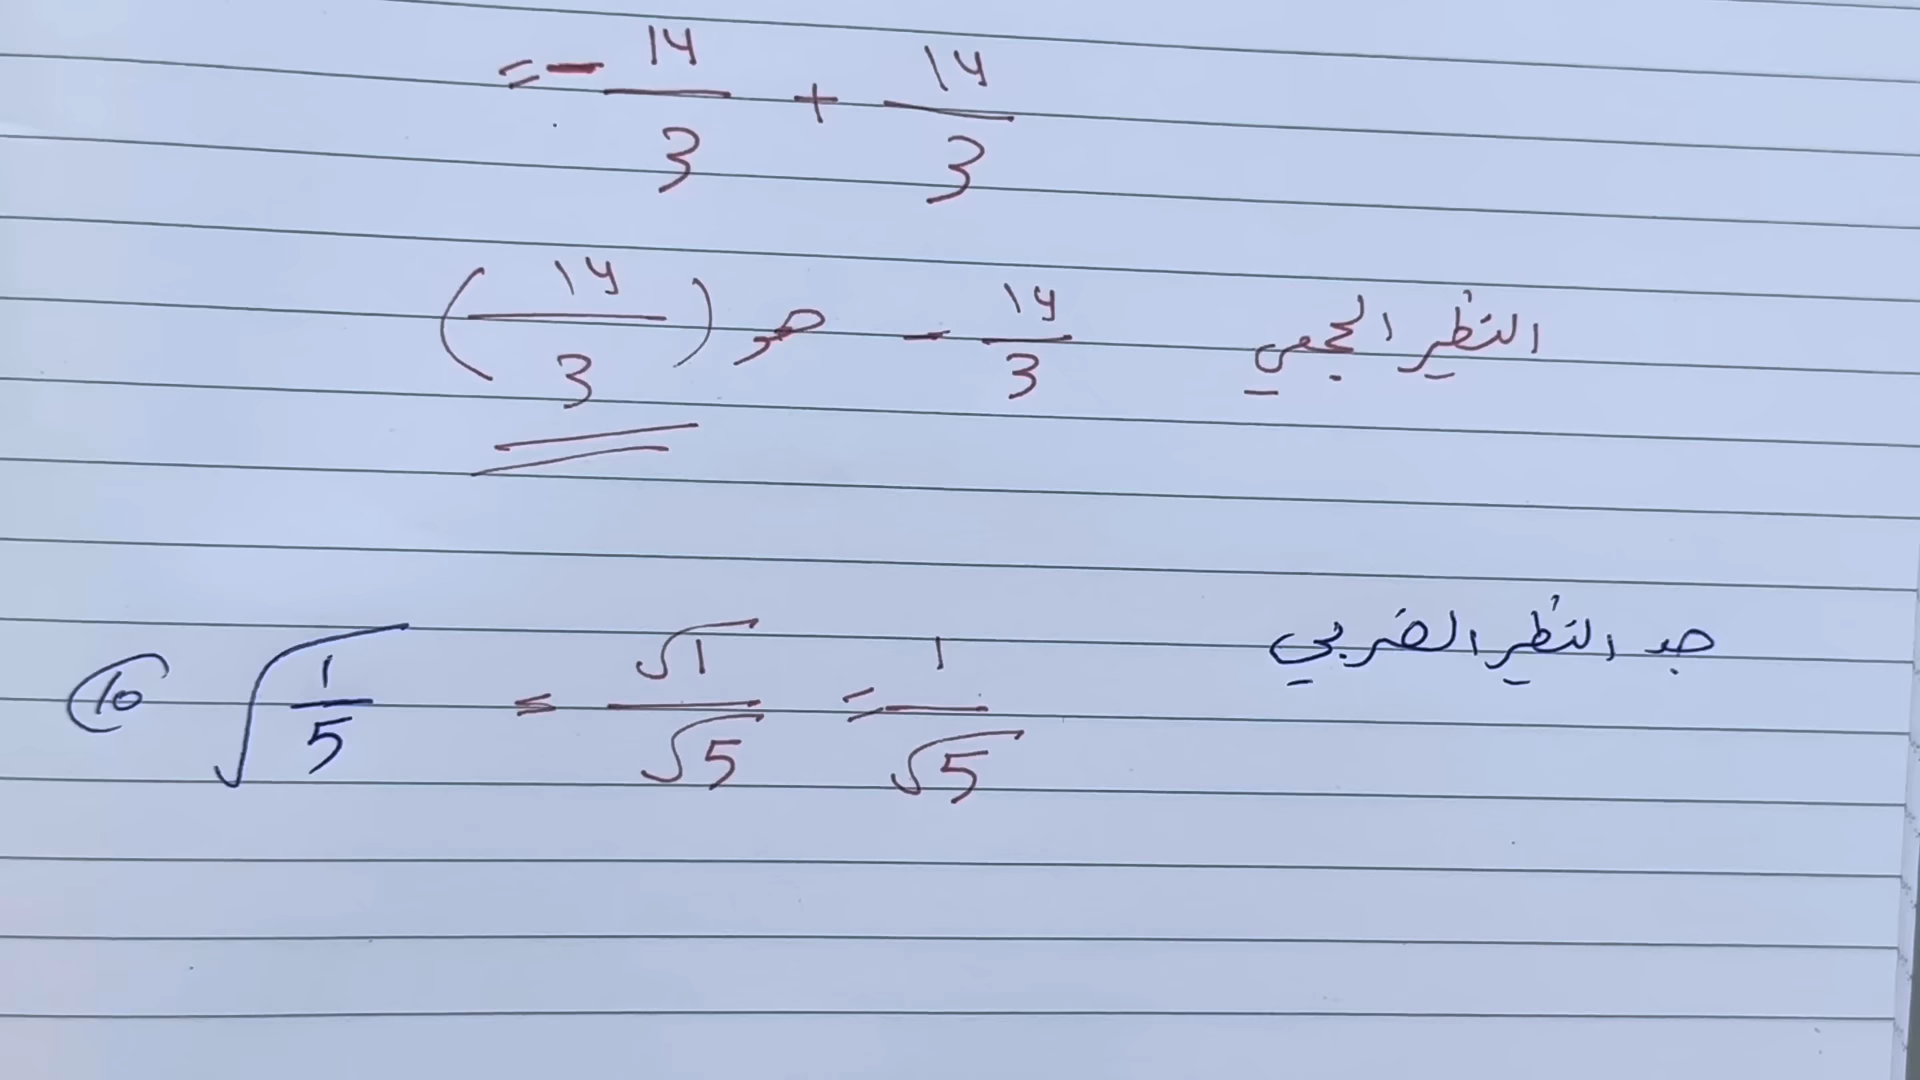 = - 14/3 + 14/3
النظير الجمعي - 14/3 هو (14/3)
جد النظير الضربي
10 √(1/5) = √1/√5 = 1/√5